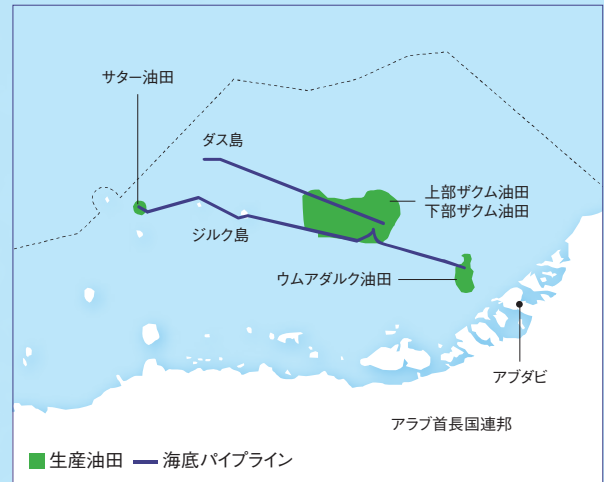 サター油田
ダス島
上部ザクム油田
下部ザクム油田
ジルク島
ウムアダルク油田
アブダビ
アラブ首長国連邦
生産油田
海底パイプライン